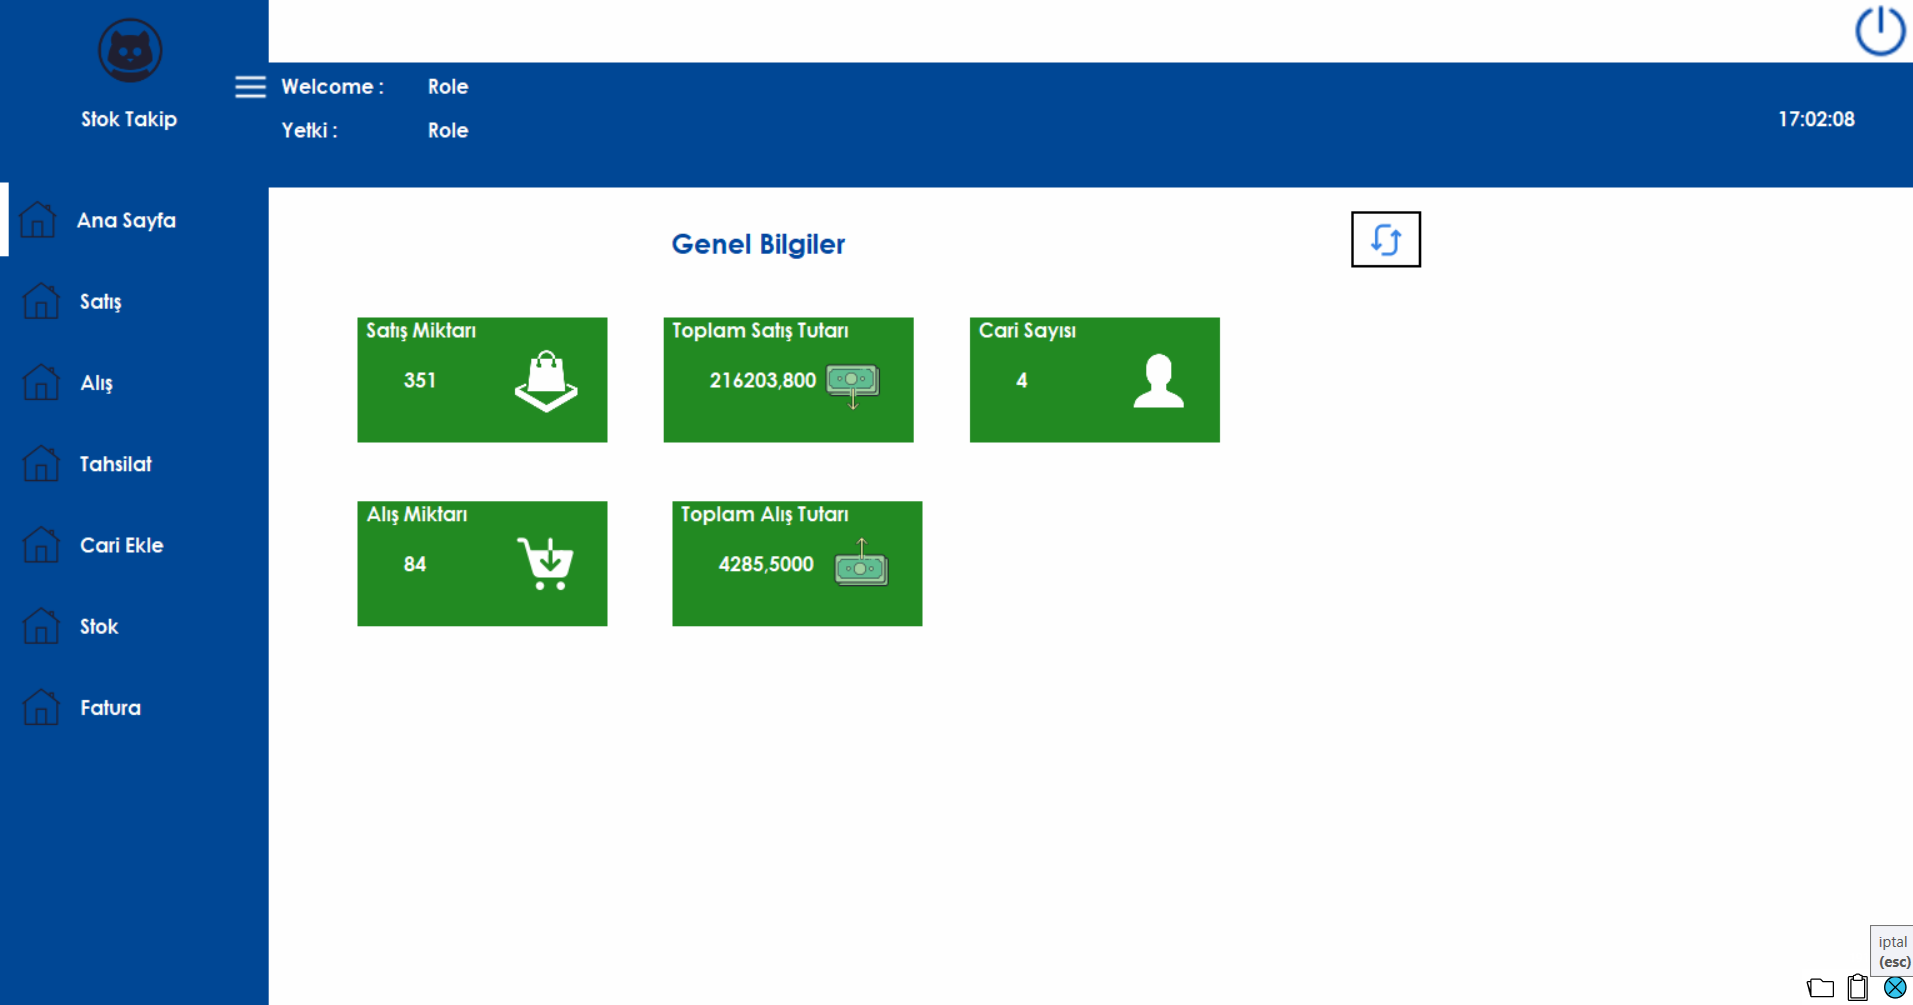 Stok Takip
Welcome : Role
Yetki : Role
17:02:08
Ana Sayfa
Satış
Alış
Tahsilat
Cari Ekle
Stok
Fatura
Genel Bilgiler
Satış Miktarı
351
Toplam Satış Tutarı
216203,800
Cari Sayısı
4
Alış Miktarı
84
Toplam Alış Tutarı
4285,5000
iptal
(esc)